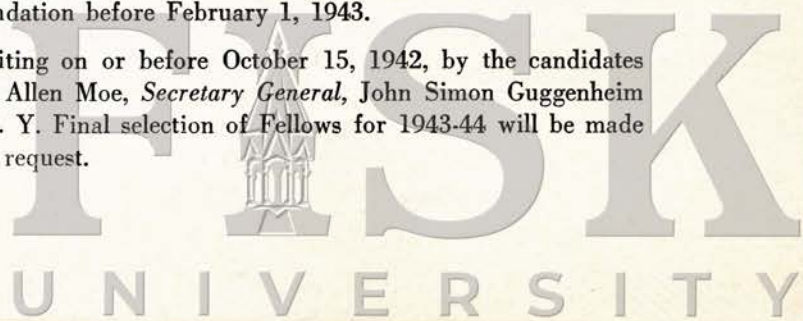 ndation before February 1, 1943.
iting on or before October 15, 1942, by the candidates
Allen Moe, Secretary General, John Simon Guggenheim
. Y. Final selection of Fellows for 1943-44 will be made
request.
FISK
UNIVERSITY